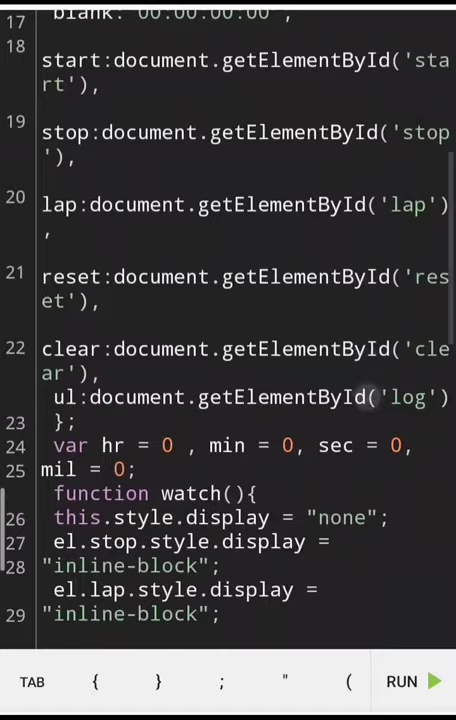 17 blank: '00:00:00:00',
18
start:document.getElementById('sta
rt'),
19
stop:document.getElementById('stop
'),
20
lap:document.getElementById('lap')
,
21
reset:document.getElementById('res
et'),
22
clear:document.getElementById('cle
ar'),
ul:document.getElementById('log')
23 };
24 var hr = 0 , min = 0, sec = 0,
25 mil = 0;
function watch(){
26 this.style.display = "none";
27 el.stop.style.display =
28 "inline-block";
el.lap.style.display =
29 "inline-block";
TAB { } ; " ( RUN